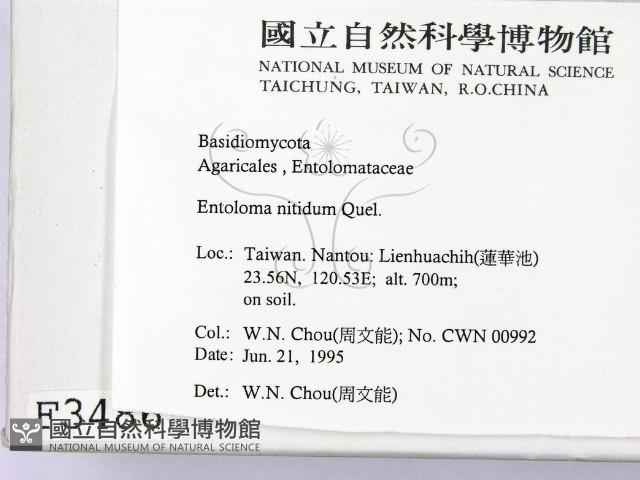 國立自然科學博物館
NATIONAL MUSEUM OF NATURAL SCIENCE
TAICHUNG, TAIWAN, R.O.CHINA
Basidiomycota
Agaricales , Entolomataceae
Entoloma nitidum Quel.
Loc.: Taiwan. Nantou: Lienhuachih(蓮華池)
23.56N, 120.53E; alt. 700m;
on soil.
Col.: W.N. Chou(周文能); No. CWN 00992
Date: Jun. 21, 1995
Det.: W.N. Chou(周文能)
F3486
國立自然科學博物館
NATIONAL MUSEUM OF NATURAL SCIENCE